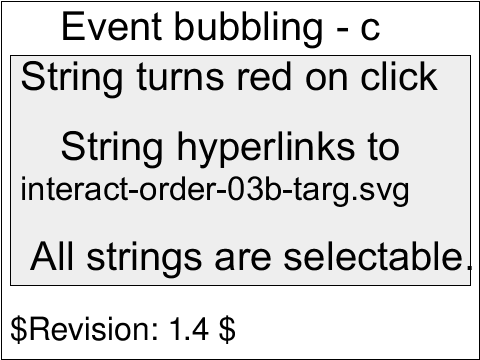 Event bubbling - c
String turns red on click
String hyperlinks to
interact-order-03b-targ.svg
All strings are selectable.
$Revision: 1.4 $